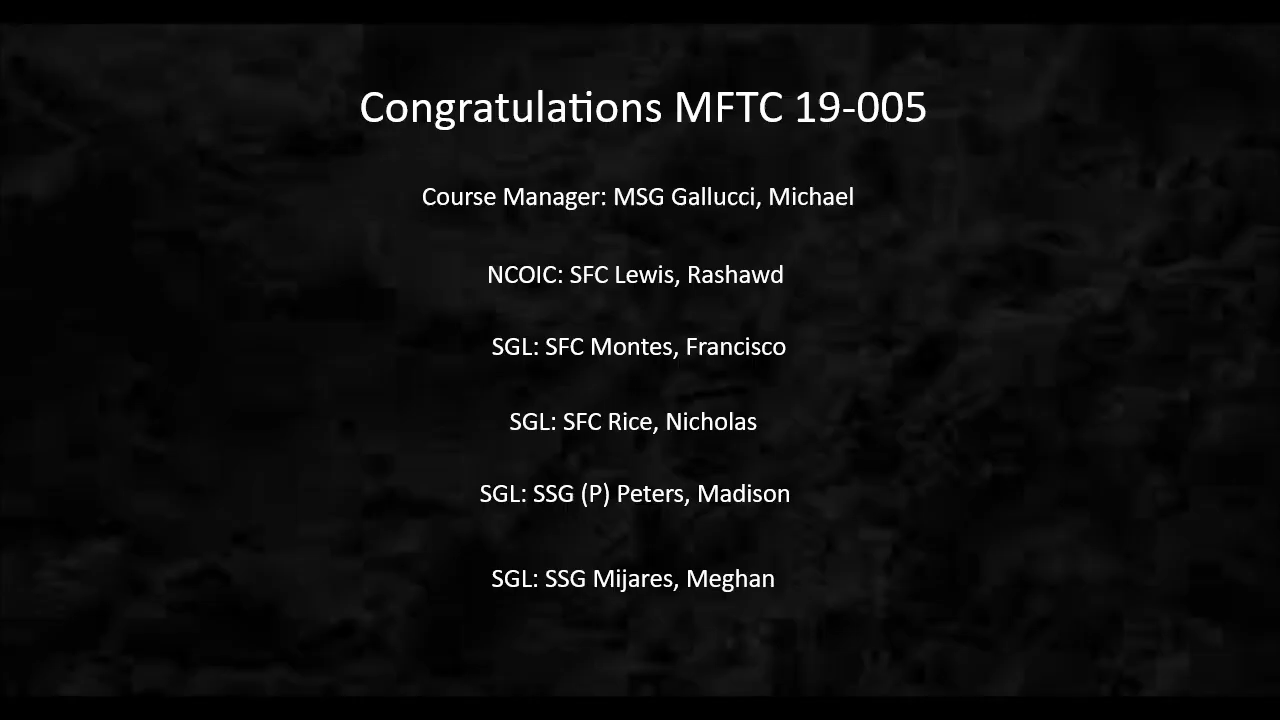 Congratulations MFTC 19-005
Course Manager: MSG Gallucci, Michael
NCOIC: SFC Lewis, Rashawd
SGL: SFC Montes, Francisco
SGL: SFC Rice, Nicholas
SGL: SSG (P) Peters, Madison
SGL: SSG Mijares, Meghan